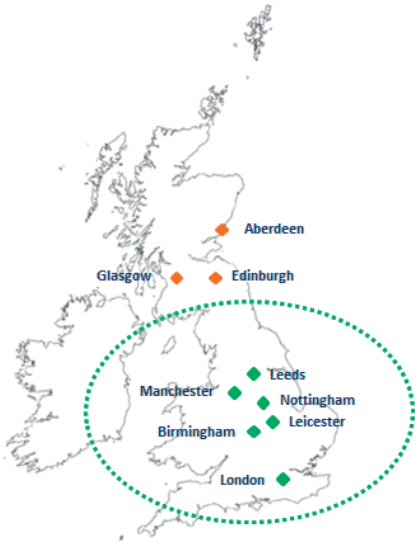 Aberdeen
Glasgow
Edinburgh
Leeds
Manchester
Nottingham
Leicester
Birmingham
London